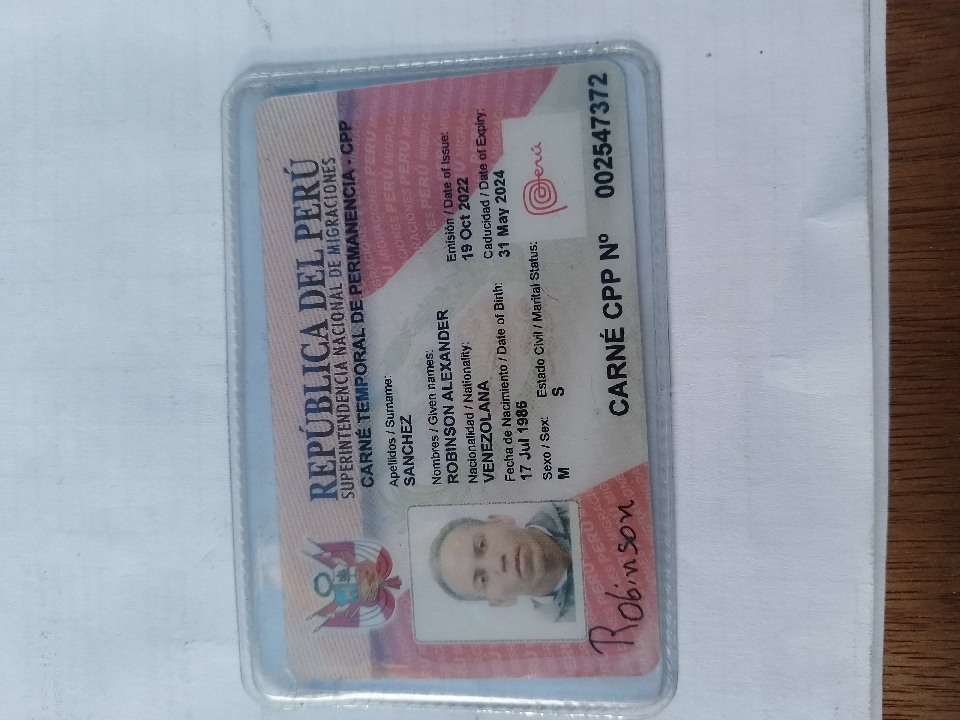 REPÚBLICA DEL PERÚ
SUPERINTENDENCIA NACIONAL DE MIGRACIONES
CARNÉ TEMPORAL DE PERMANENCIA - CPP
Apellidos / Surname:
SANCHEZ
Nombres / Given names:
ROBINSON ALEXANDER
Nacionalidad / Nationality:
VENEZOLANA
Fecha de Nacimiento / Date of Birth:
17 Jul 1986
Sexo / Sex: Estado Civil / Marital Status:
M S
Emisión / Date of Issue:
19 Oct 2022
Caducidad / Date of Expiry:
31 May 2024
Perú
CARNÉ CPP Nº 002547372
Robinson